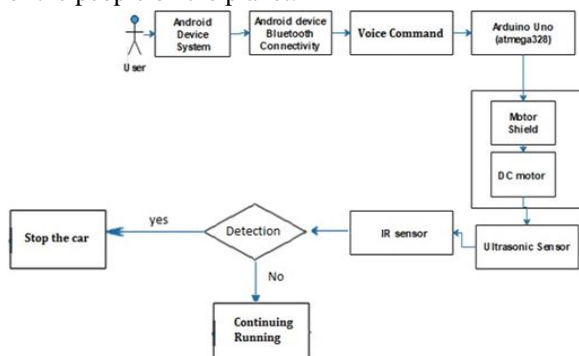 User
Android
Device
System
Android device
Bluetooth
Connectivity
Voice Command
Arduino Uno
(atmega328)
Motor
Shield
DC motor
Ultrasonic Sensor
IR sensor
Detection
yes
Stop the car
No
Continuing
Running